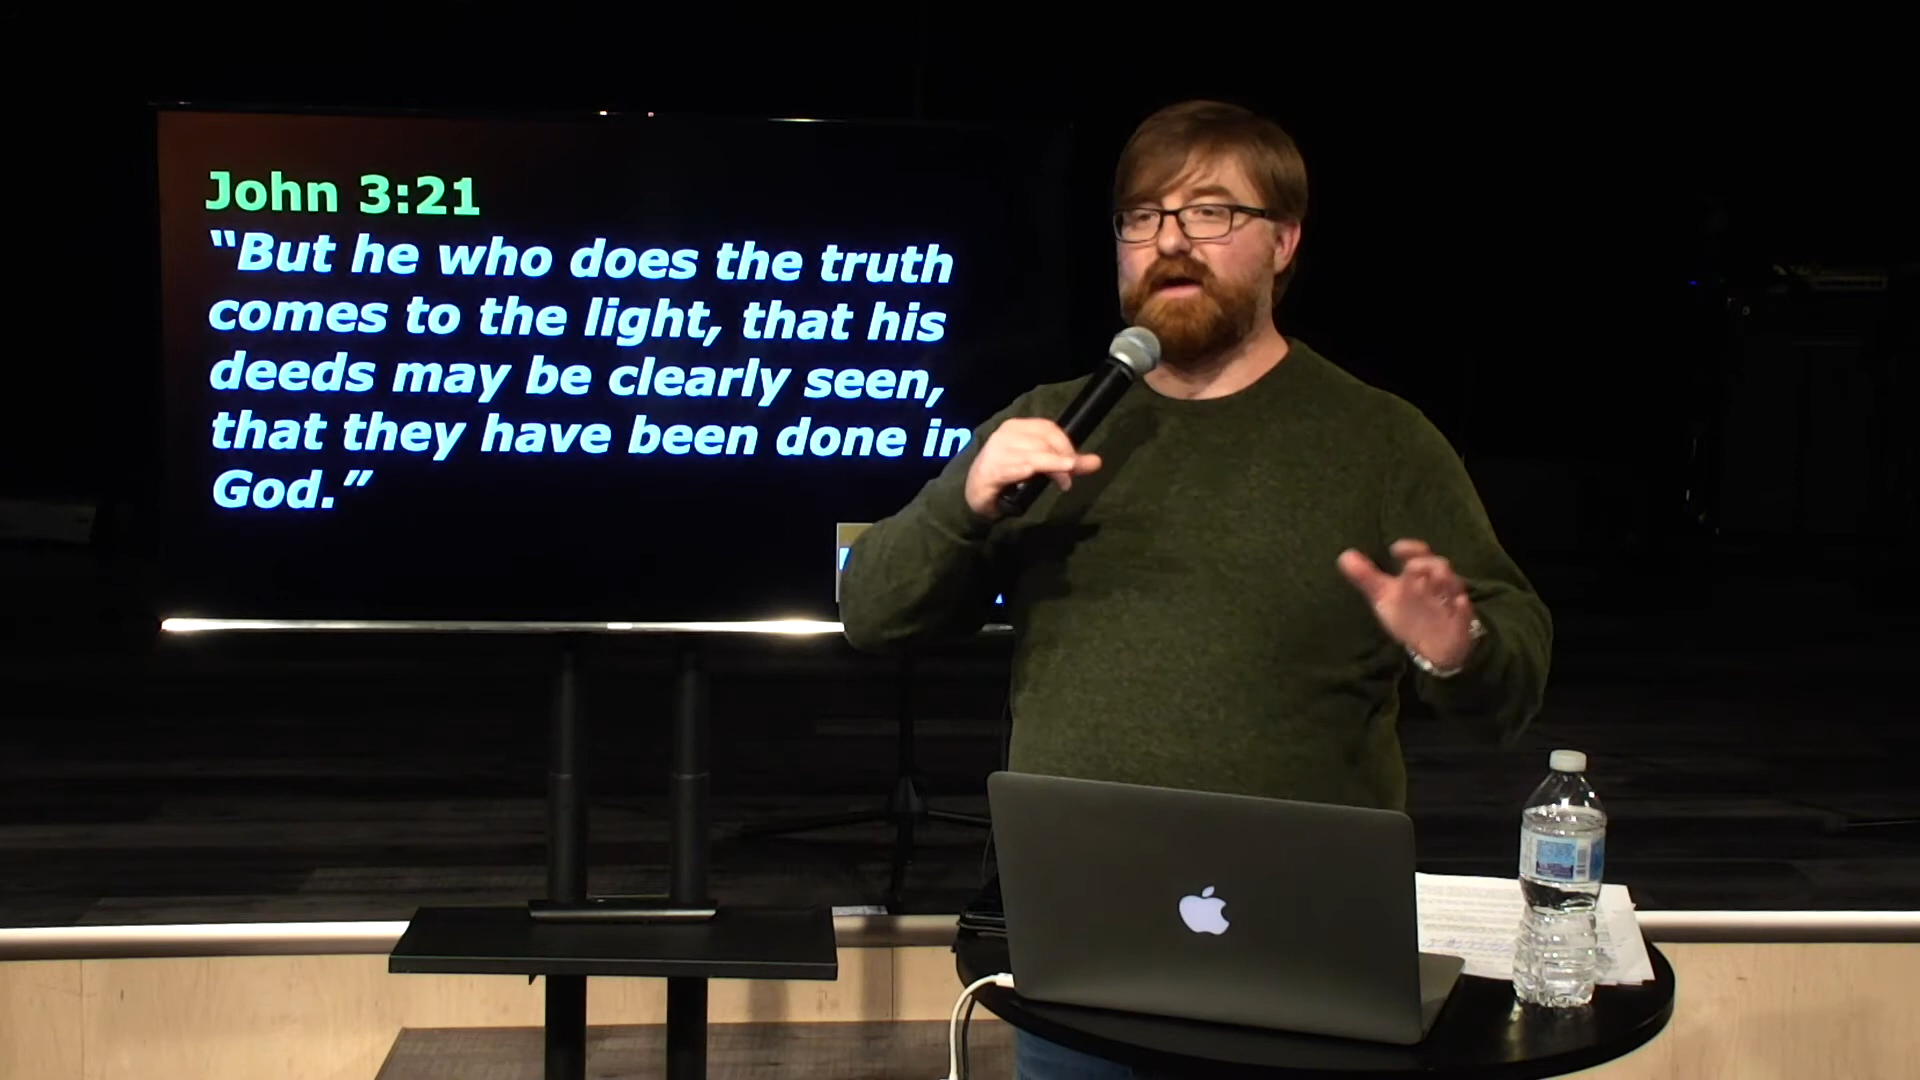 John 3:21
“But he who does the truth
comes to the light, that his
deeds may be clearly seen,
that they have been done in
God.”